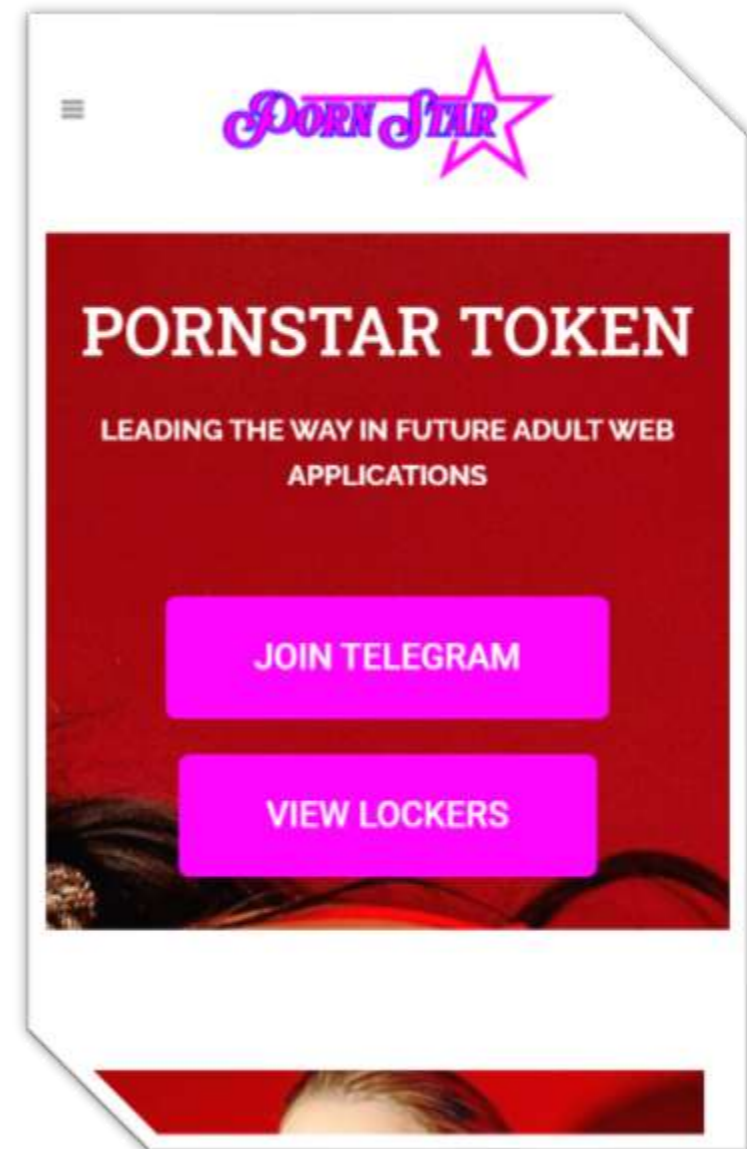 PORN STAR
PORNSTAR TOKEN
LEADING THE WAY IN FUTURE ADULT WEB
APPLICATIONS
JOIN TELEGRAM
VIEW LOCKERS